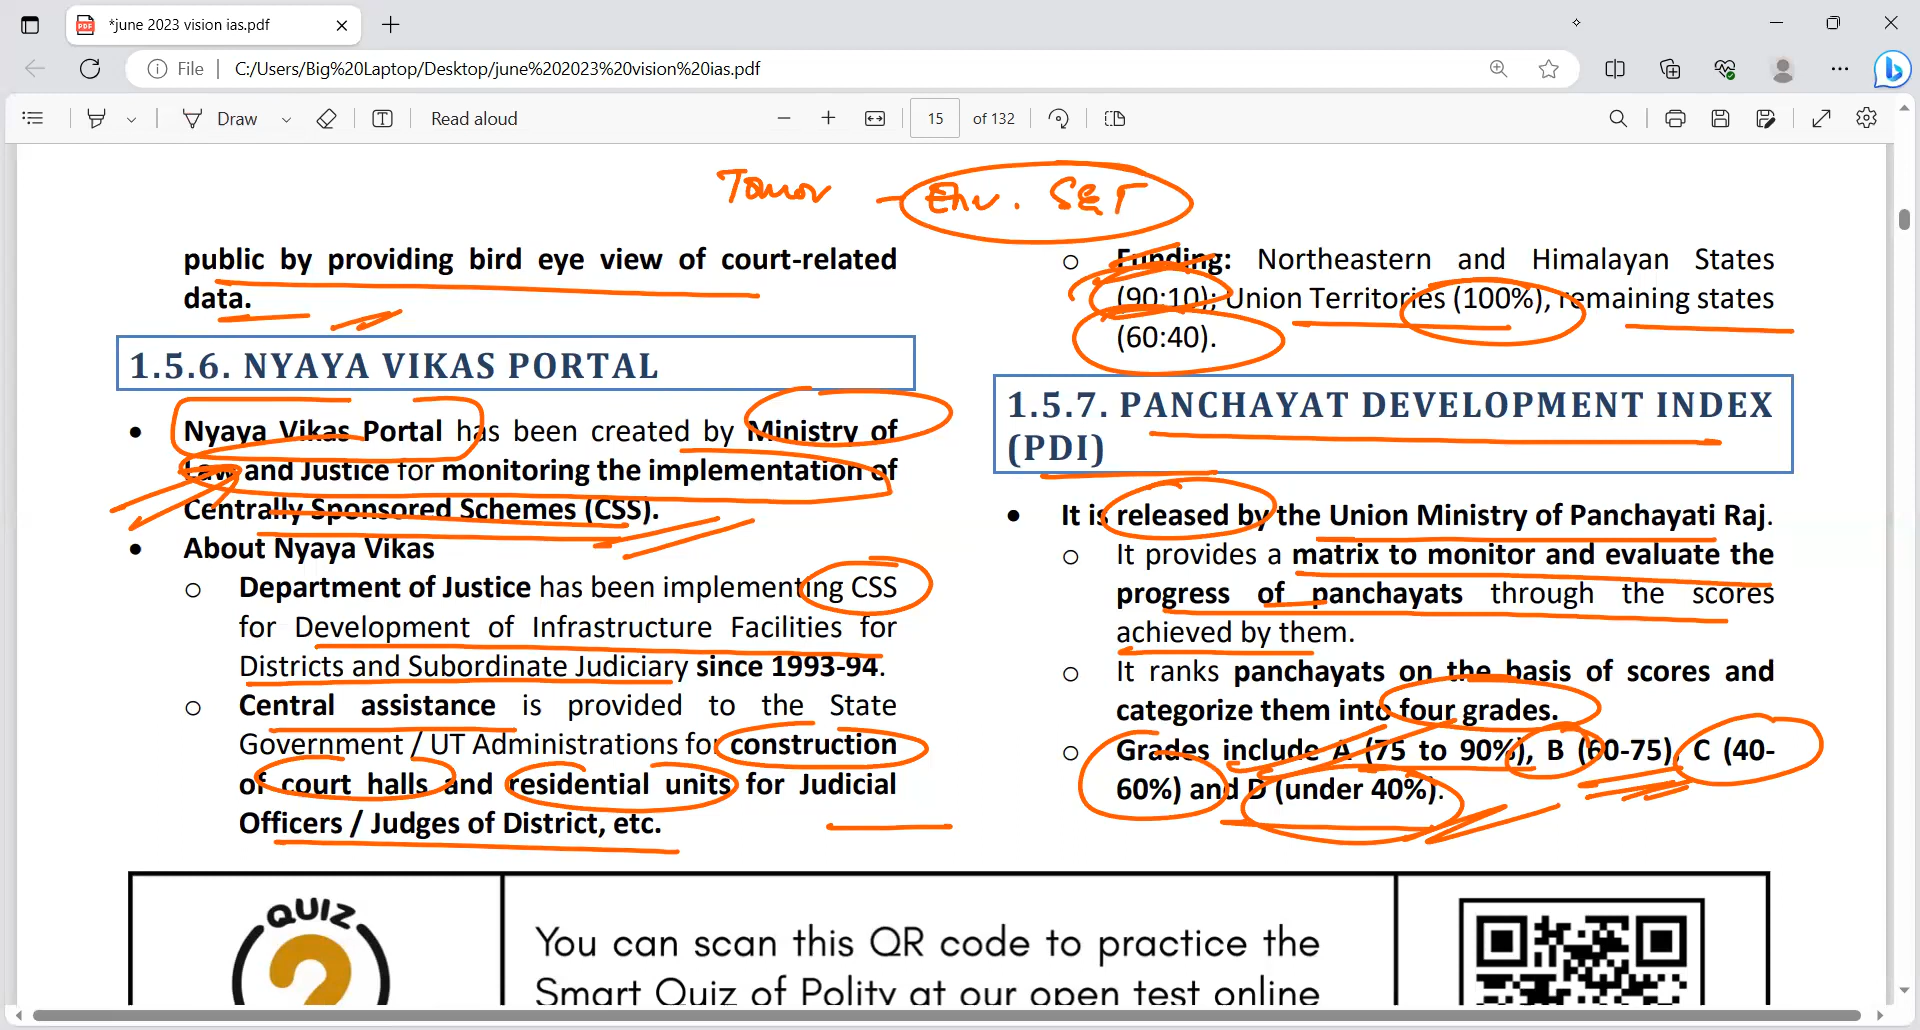 *june 2023 vision ias.pdf
File
C:/Users/Big%20Laptop/Desktop/june%202023%20vision%20ias.pdf
Draw
Read aloud
15 of 132
Tomor - Env. S&T
public by providing bird eye view of court-related
data.
1.5.6. NYAYA VIKAS PORTAL
• Nyaya Vikas Portal has been created by Ministry of
Law and Justice for monitoring the implementation of
Centrally Sponsored Schemes (CSS).
• About Nyaya Vikas
o Department of Justice has been implementing CSS
for Development of Infrastructure Facilities for
Districts and Subordinate Judiciary since 1993-94.
o Central assistance is provided to the State
Government / UT Administrations for construction
of court halls and residential units for Judicial
Officers / Judges of District, etc.
o Funding: Northeastern and Himalayan States
(90:10); Union Territories (100%), remaining states
(60:40).
1.5.7. PANCHAYAT DEVELOPMENT INDEX
(PDI)
• It is released by the Union Ministry of Panchayati Raj.
o It provides a matrix to monitor and evaluate the
progress of panchayats through the scores
achieved by them.
o It ranks panchayats on the basis of scores and
categorize them into four grades.
o Grades include A (75 to 90%), B (60-75), C (40-
60%) and D (under 40%).
QUIZ
?
You can scan this QR code to practice the
Smart Quiz of Polity at our open test online